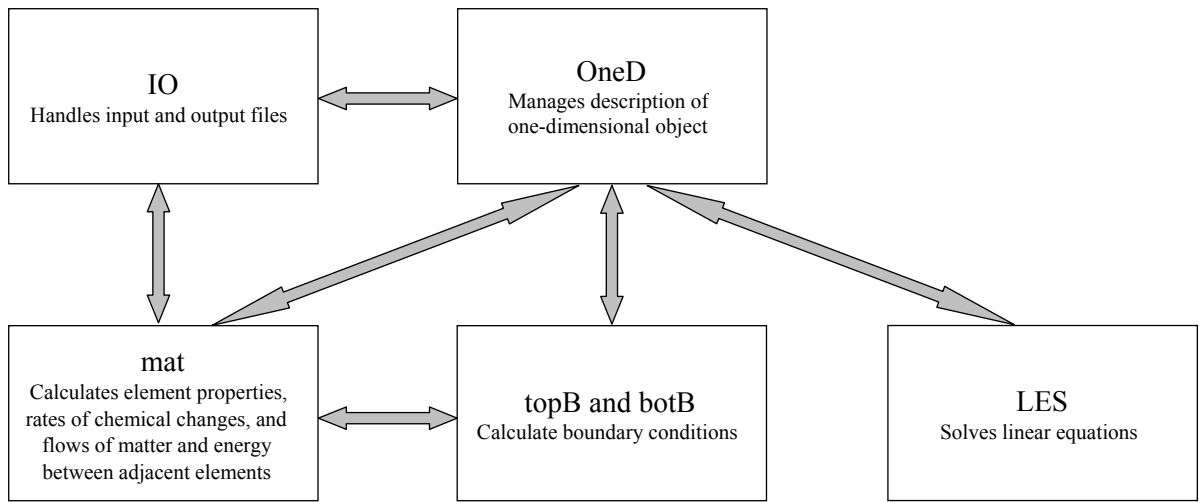 IO
Handles input and output files
OneD
Manages description of
one-dimensional object
mat
Calculates element properties,
rates of chemical changes, and
flows of matter and energy
between adjacent elements
topB and botB
Calculate boundary conditions
LES
Solves linear equations